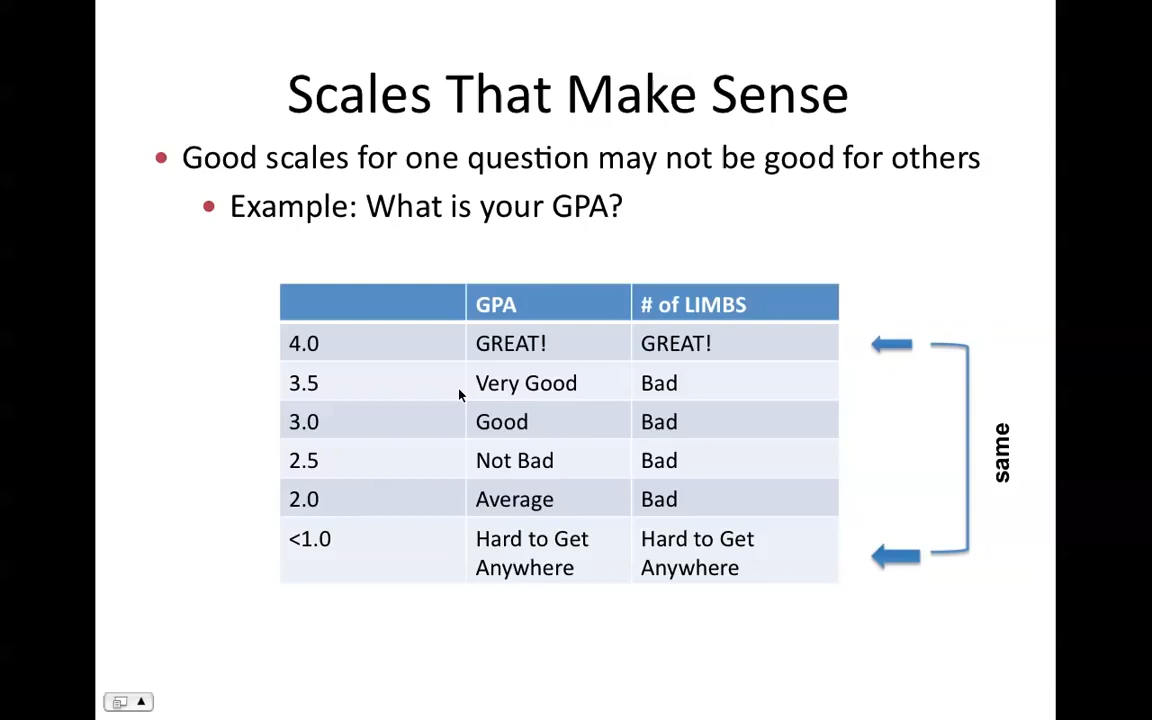 Scales That Make Sense
Good scales for one question may not be good for others
Example: What is your GPA?
GPA # of LIMBS
4.0 GREAT! GREAT!
3.5 Very Good Bad
3.0 Good Bad
2.5 Not Bad Bad
2.0 Average Bad
<1.0 Hard to Get Hard to Get
Anywhere Anywhere
same